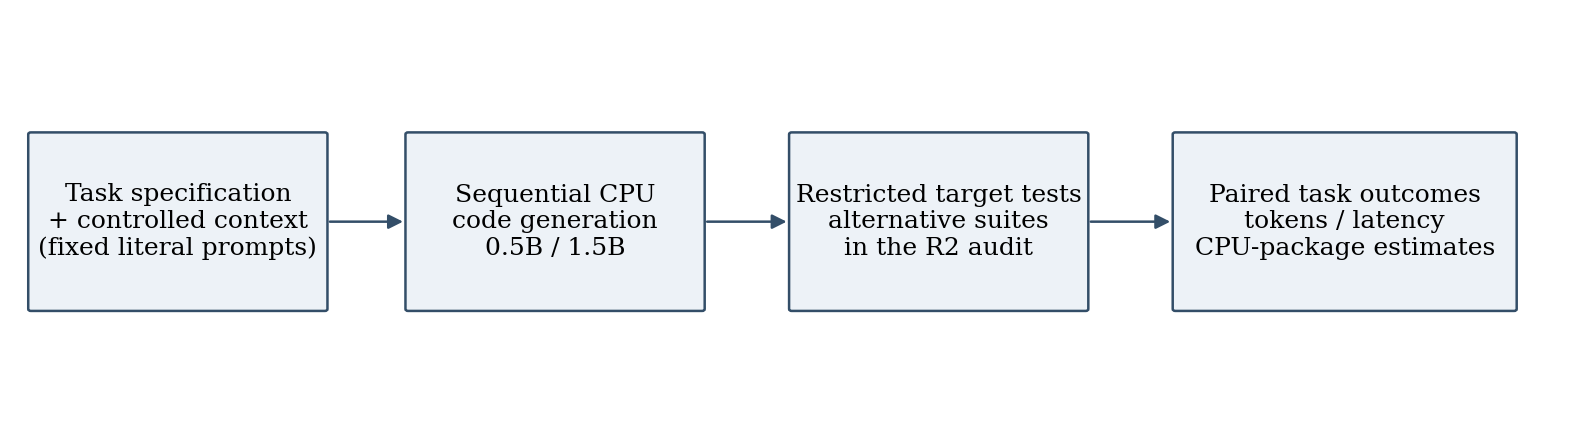 Task specification
+ controlled context
(fixed literal prompts)
Sequential CPU
code generation
0.5B / 1.5B
Restricted target tests
alternative suites
in the R2 audit
Paired task outcomes
tokens / latency
CPU-package estimates